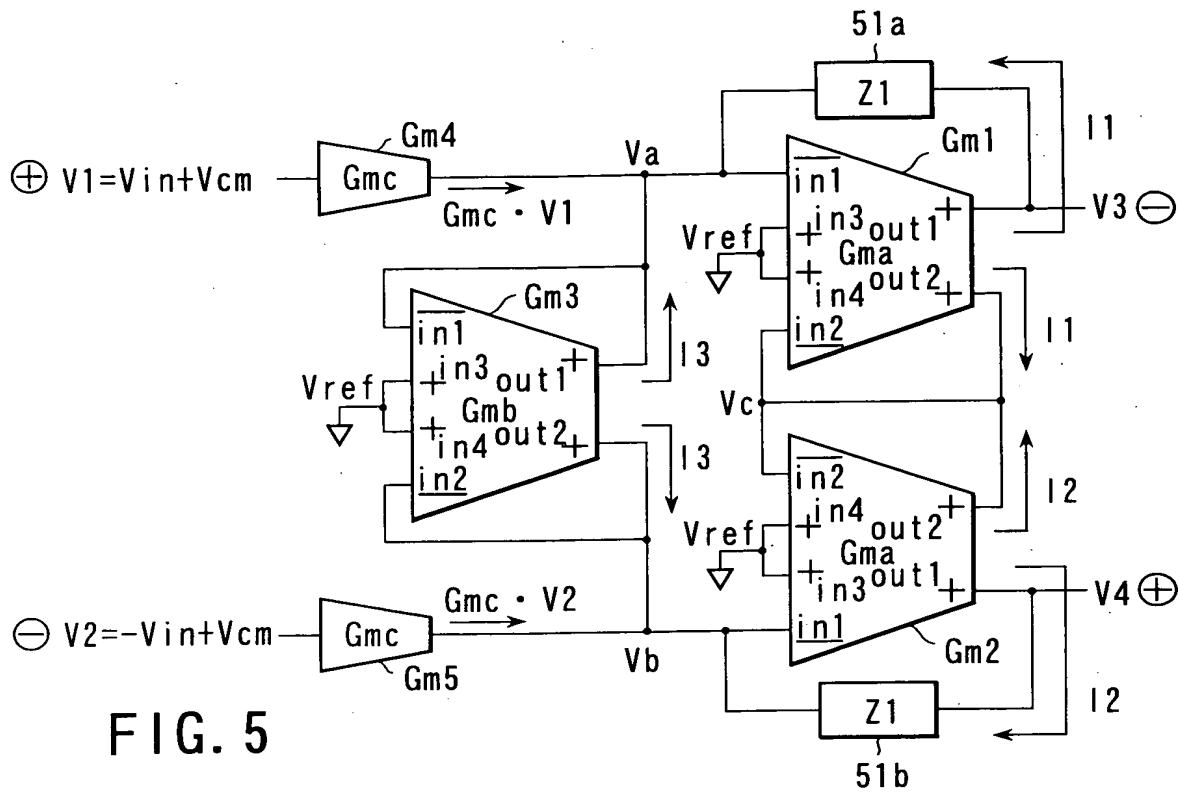 51a
Z1
I1
Gm4
Gm1
⊕ V1=Vin+Vcm
Gmc
Va
in1
Gmc・V1
+
V3 ⊖
in3
+
out1
Vref
Gma
Gm3
+
out2
in4
+
in1
in2
I1
I3
in3
+
out1
+
Vref
Gmb
Vc
+
in4
out2
+
in2
I3
in2
I2
in4
+
out2
+
Vref
Gma
Gmc・V2
+
in3
out1
+
V4 ⊕
⊖ V2=-Vin+Vcm
Gmc
in1
Vb
Gm2
Gm5
Z1
I2
FIG. 5
51b